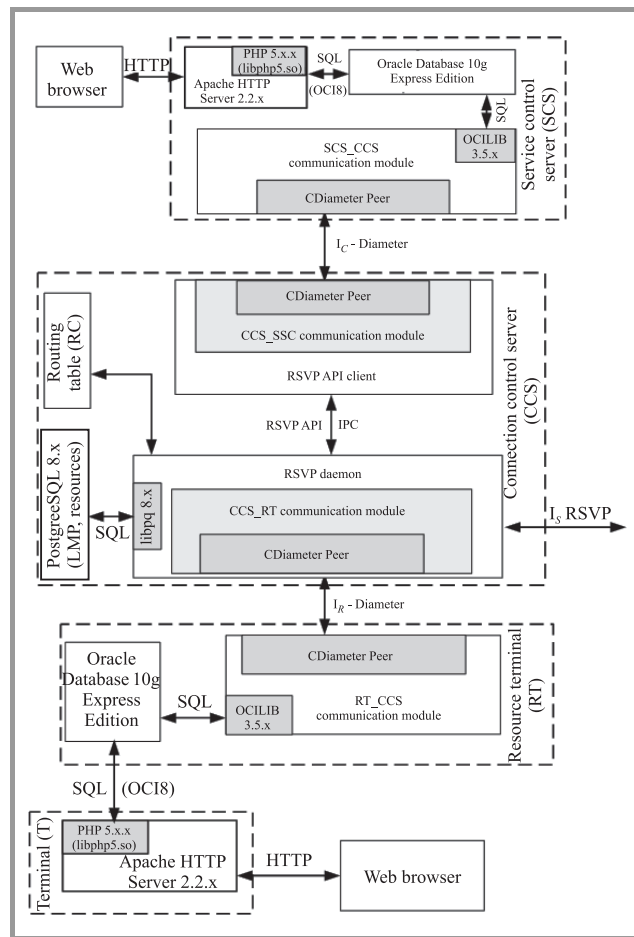 Web
browser
HTTP
PHP 5.x.x
(libphp5.so)
Apache HTTP
Server 2.2.x
SQL
(OCI8)
Oracle Database 10g
Express Edition
SQL
SCS_CCS
communication module
OCILIB
3.5.x
CDiameter Peer
Service control
server (SCS)
IC - Diameter
CDiameter Peer
CCS_SSC communication module
RSVP API client
Routing
table (RC)
RSVP API
IPC
Connection control server
(CCS)
RSVP daemon
PostgreeSQL 8.x
(LMP, resources)
SQL
libpq 8.x
CCS_RT communication module
CDiameter Peer
IS RSVP
IR - Diameter
Oracle
Database 10g
Express
Edition
SQL
CDiameter Peer
OCILIB
3.5.x
RT_CCS
communication module
Resource terminal
(RT)
SQL
(OCI8)
Terminal (T)
PHP 5.x.x
(libphp5.so)
Apache HTTP
Server 2.2.x
HTTP
Web browser